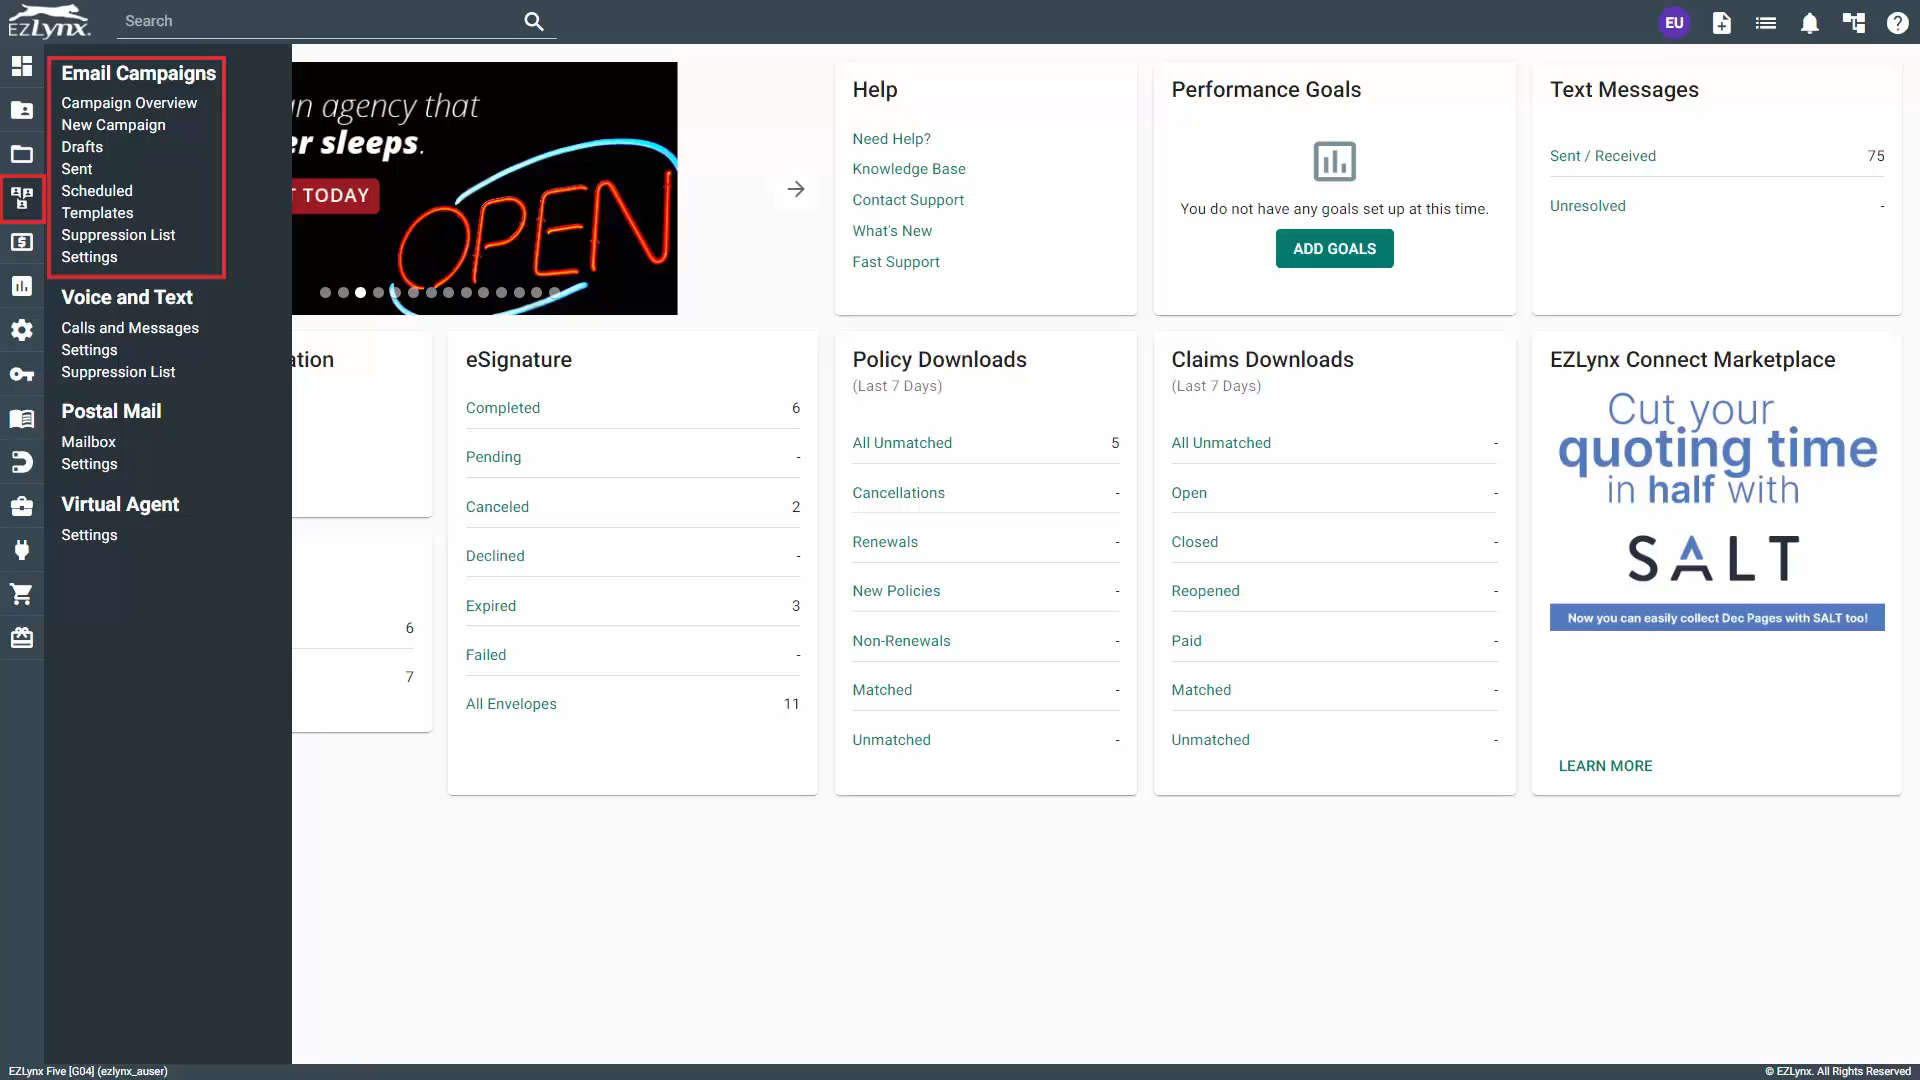 EZLynx
Search
EU
Email Campaigns
Campaign Overview
New Campaign
Drafts
Sent
Scheduled
Templates
Suppression List
Settings
Voice and Text
Calls and Messages
Settings
Suppression List
Postal Mail
Mailbox
Settings
Virtual Agent
Settings
an agency that
er sleeps.
T TODAY
OPEN
Help
Need Help?
Knowledge Base
Contact Support
What's New
Fast Support
Performance Goals
You do not have any goals set up at this time.
ADD GOALS
Text Messages
Sent / Received 75
Unresolved -
ation
6
7
eSignature
Completed 6
Pending -
Canceled 2
Declined -
Expired 3
Failed -
All Envelopes 11
Policy Downloads
(Last 7 Days)
All Unmatched 5
Cancellations -
Renewals -
New Policies -
Non-Renewals -
Matched -
Unmatched -
Claims Downloads
(Last 7 Days)
All Unmatched -
Open -
Closed -
Reopened -
Paid -
Matched -
Unmatched -
EZLynx Connect Marketplace
Cut your
quoting time
in half with
SALT
Now you can easily collect Dec Pages with SALT too!
LEARN MORE
EZLynx Five [G04] (ezlynx_auser)
© EZLynx. All Rights Reserved